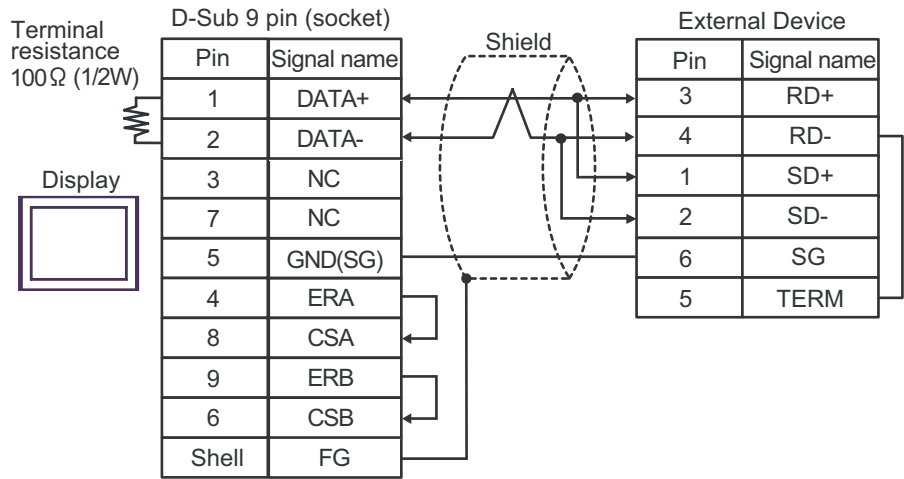 Terminal
resistance
100Ω (1/2W)
D-Sub 9 pin (socket)
Pin Signal name
1 DATA+
2 DATA-
3 NC
7 NC
5 GND(SG)
4 ERA
8 CSA
9 ERB
6 CSB
Shell FG
Display
Shield
External Device
Pin Signal name
3 RD+
4 RD-
1 SD+
2 SD-
6 SG
5 TERM